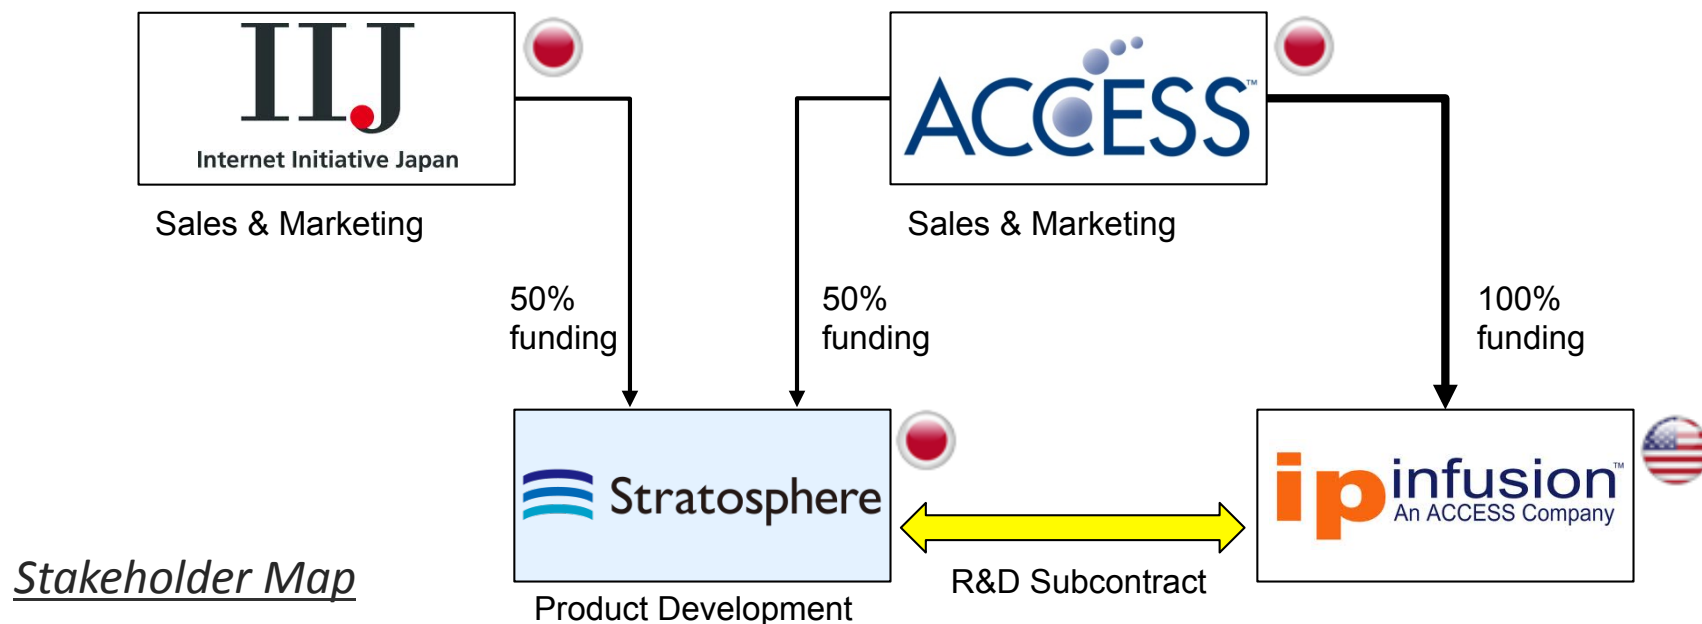 IIJ
Internet Initiative Japan
ACCESS™
Sales & Marketing
Sales & Marketing
50%
funding
50%
funding
100%
funding
Stratosphere
ip infusion™
An ACCESS Company
R&D Subcontract
Product Development
Stakeholder Map